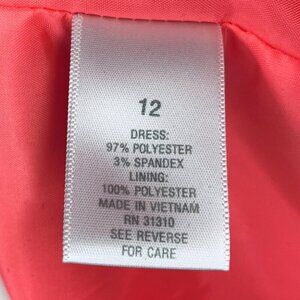 12
DRESS:
97% POLYESTER
3% SPANDEX
LINING:
100% POLYESTER
MADE IN VIETNAM
RN 31310
SEE REVERSE
FOR CARE